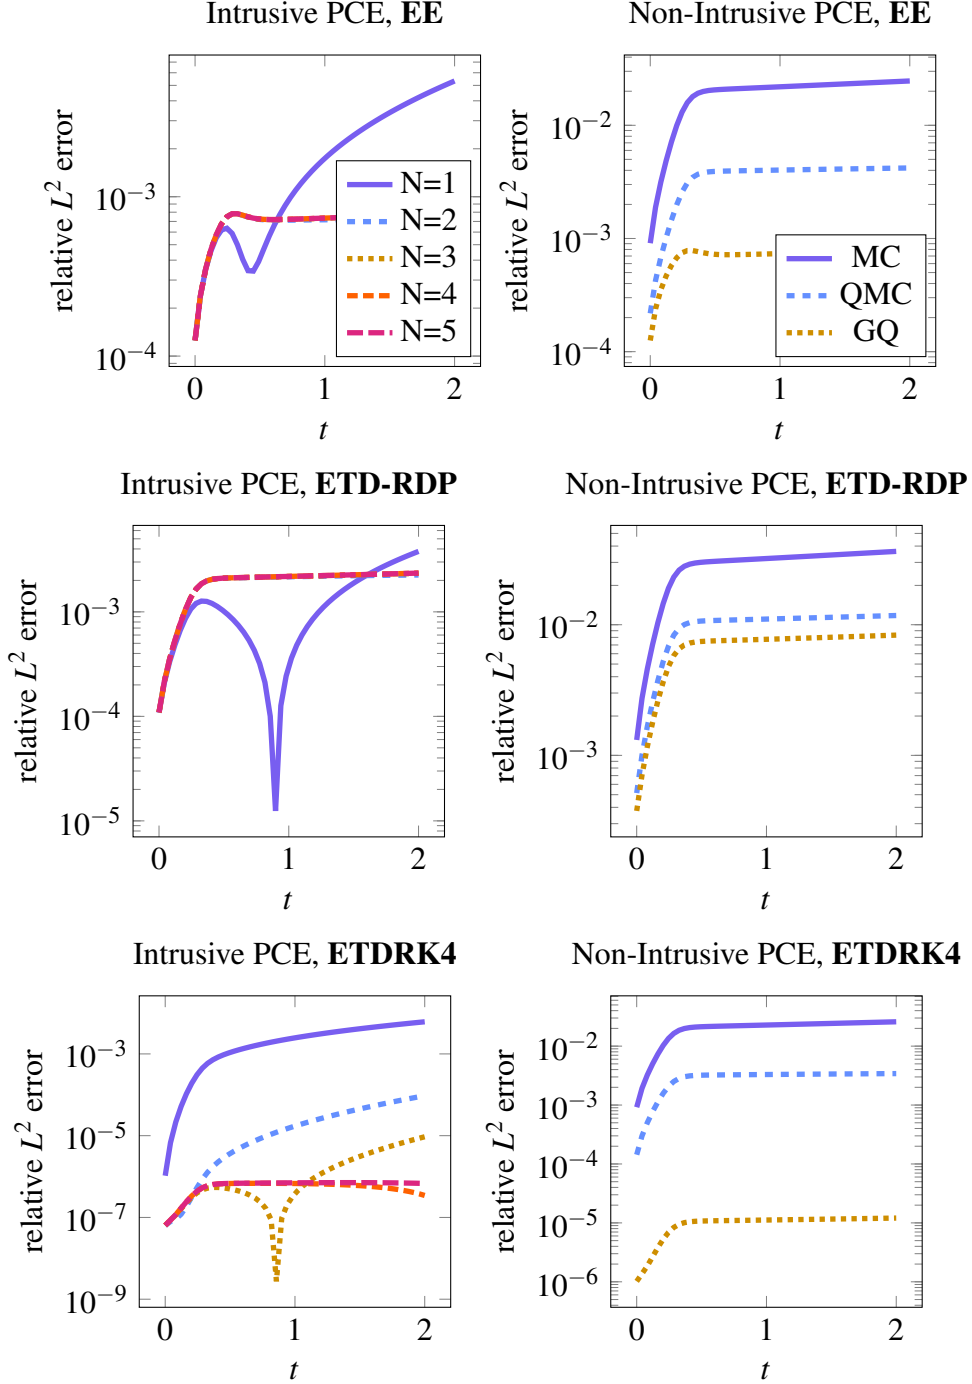 Intrusive PCE, EE
relative L² error
10⁻³
10⁻⁴
0 1 2
t
N=1
N=2
N=3
N=4
N=5
Non-Intrusive PCE, EE
relative L² error
10⁻²
10⁻³
10⁻⁴
0 1 2
t
MC
QMC
GQ
Intrusive PCE, ETD-RDP
relative L² error
10⁻³
10⁻⁴
10⁻⁵
0 1 2
t
Non-Intrusive PCE, ETD-RDP
relative L² error
10⁻²
10⁻³
0 1 2
t
Intrusive PCE, ETDRK4
relative L² error
10⁻³
10⁻⁵
10⁻⁷
10⁻⁹
0 1 2
t
Non-Intrusive PCE, ETDRK4
relative L² error
10⁻²
10⁻³
10⁻⁴
10⁻⁵
10⁻⁶
0 1 2
t